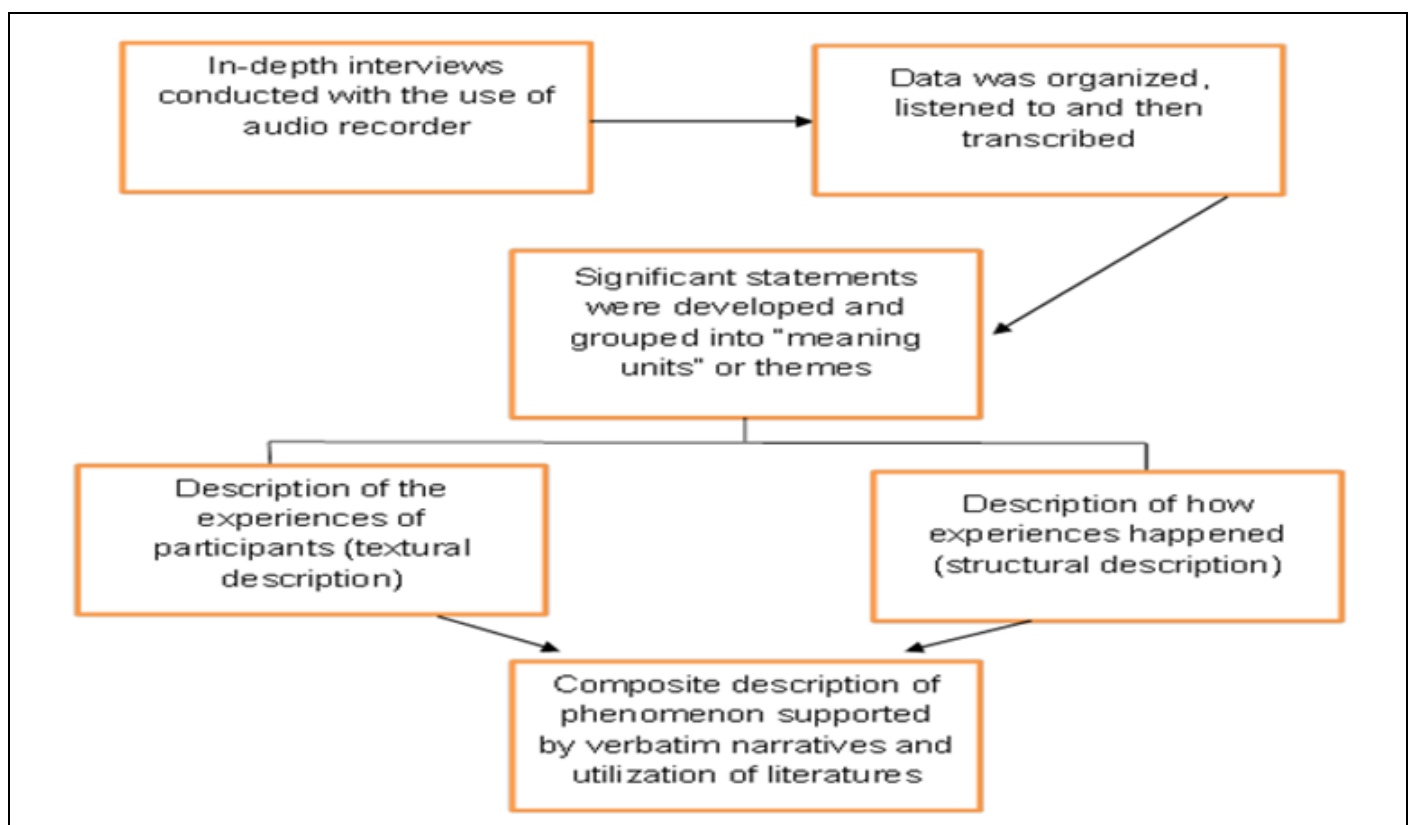 In-depth interviews
conducted with the use of
audio recorder
Data was organized,
listened to and then
transcribed
Significant statements
were developed and
grouped into "meaning
units" or themes
Description of the
experiences of
participants (textural
description)
Description of how
experiences happened
(structural description)
Composite description of
phenomenon supported
by verbatim narratives and
utilization of literatures